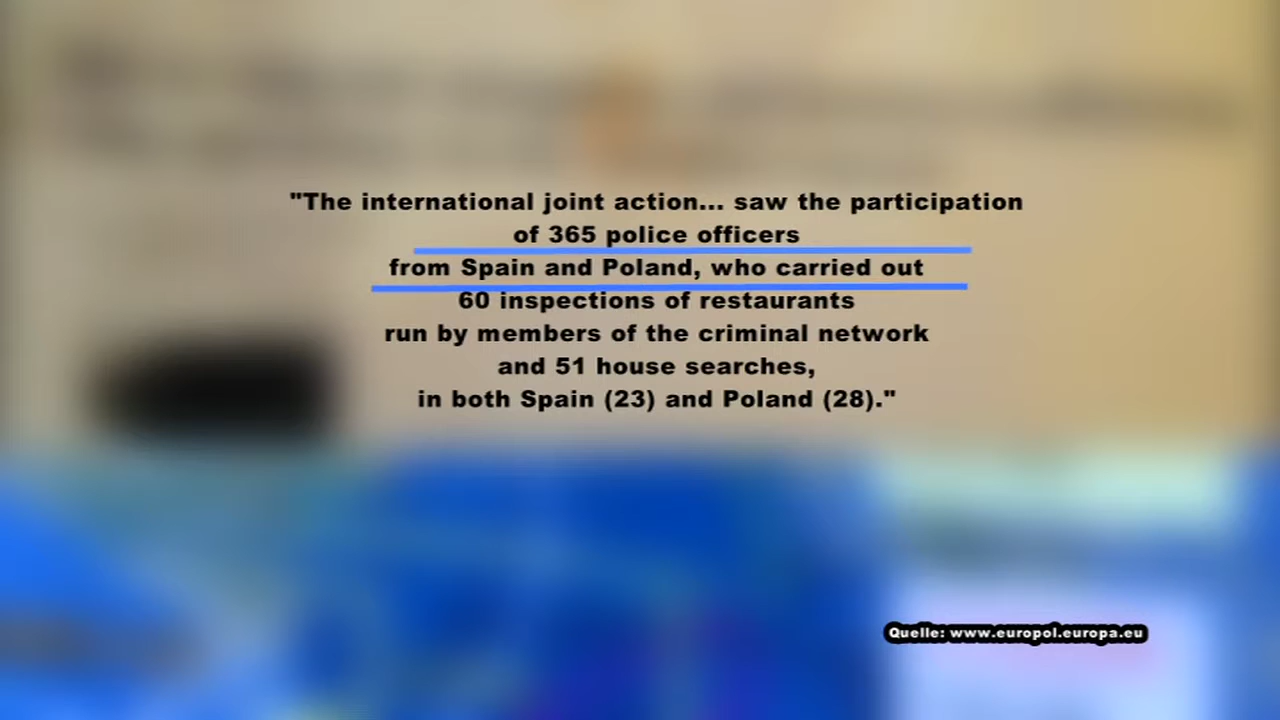 "The international joint action... saw the participation
of 365 police officers
from Spain and Poland, who carried out
60 inspections of restaurants
run by members of the criminal network
and 51 house searches,
in both Spain (23) and Poland (28)."
Quelle: www.europol.europa.eu